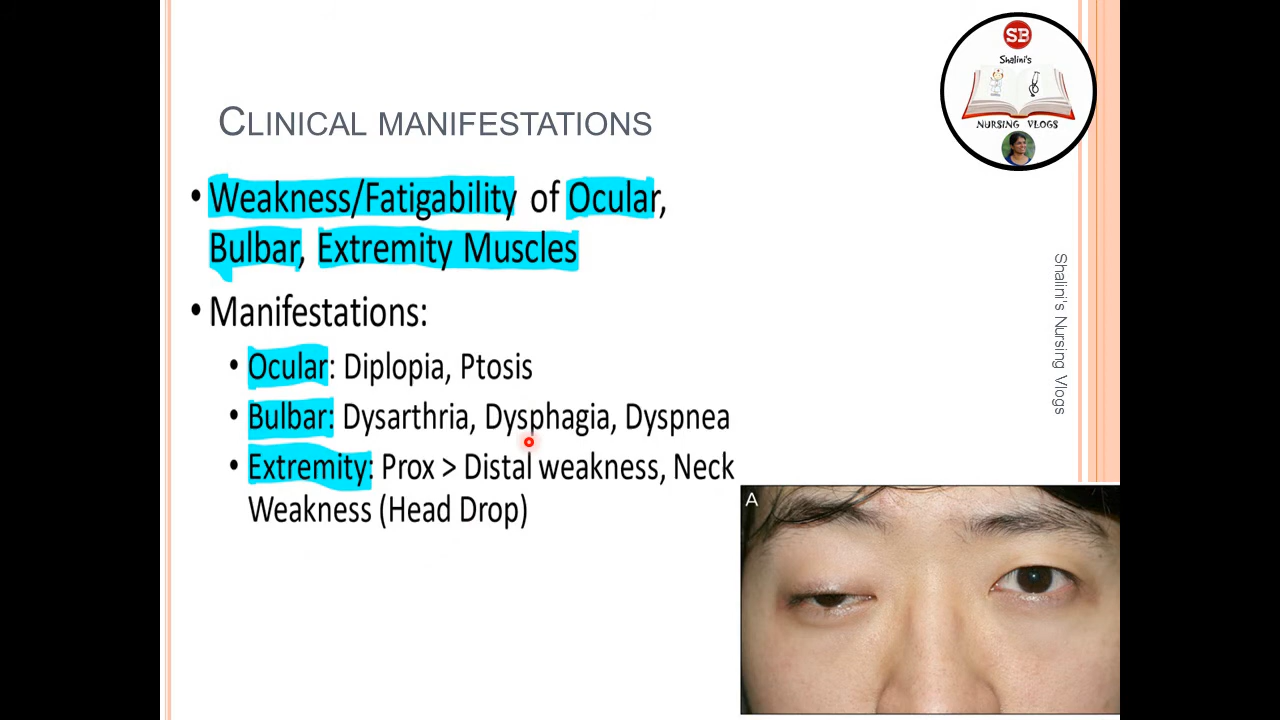 SB
Shalini's
NURSING VLOGS
CLINICAL MANIFESTATIONS
• Weakness/Fatigability of Ocular,
Bulbar, Extremity Muscles
• Manifestations:
• Ocular: Diplopia, Ptosis
• Bulbar: Dysarthria, Dysphagia, Dyspnea
• Extremity: Prox > Distal weakness, Neck
Weakness (Head Drop)
Shalini's Nursing Vlogs
A